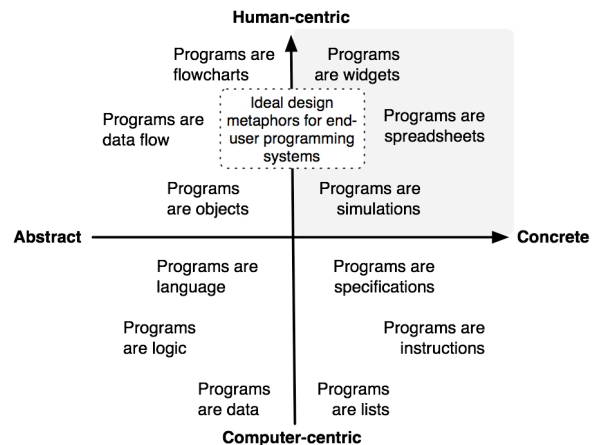 Human-centric
Programs are
flowcharts
Programs
are widgets
Ideal design
metaphors for end-
user programming
systems
Programs are
data flow
Programs are
spreadsheets
Programs
are objects
Programs are
simulations
Abstract
Concrete
Programs are
language
Programs are
specifications
Programs
are logic
Programs are
instructions
Programs
are data
Programs
are lists
Computer-centric